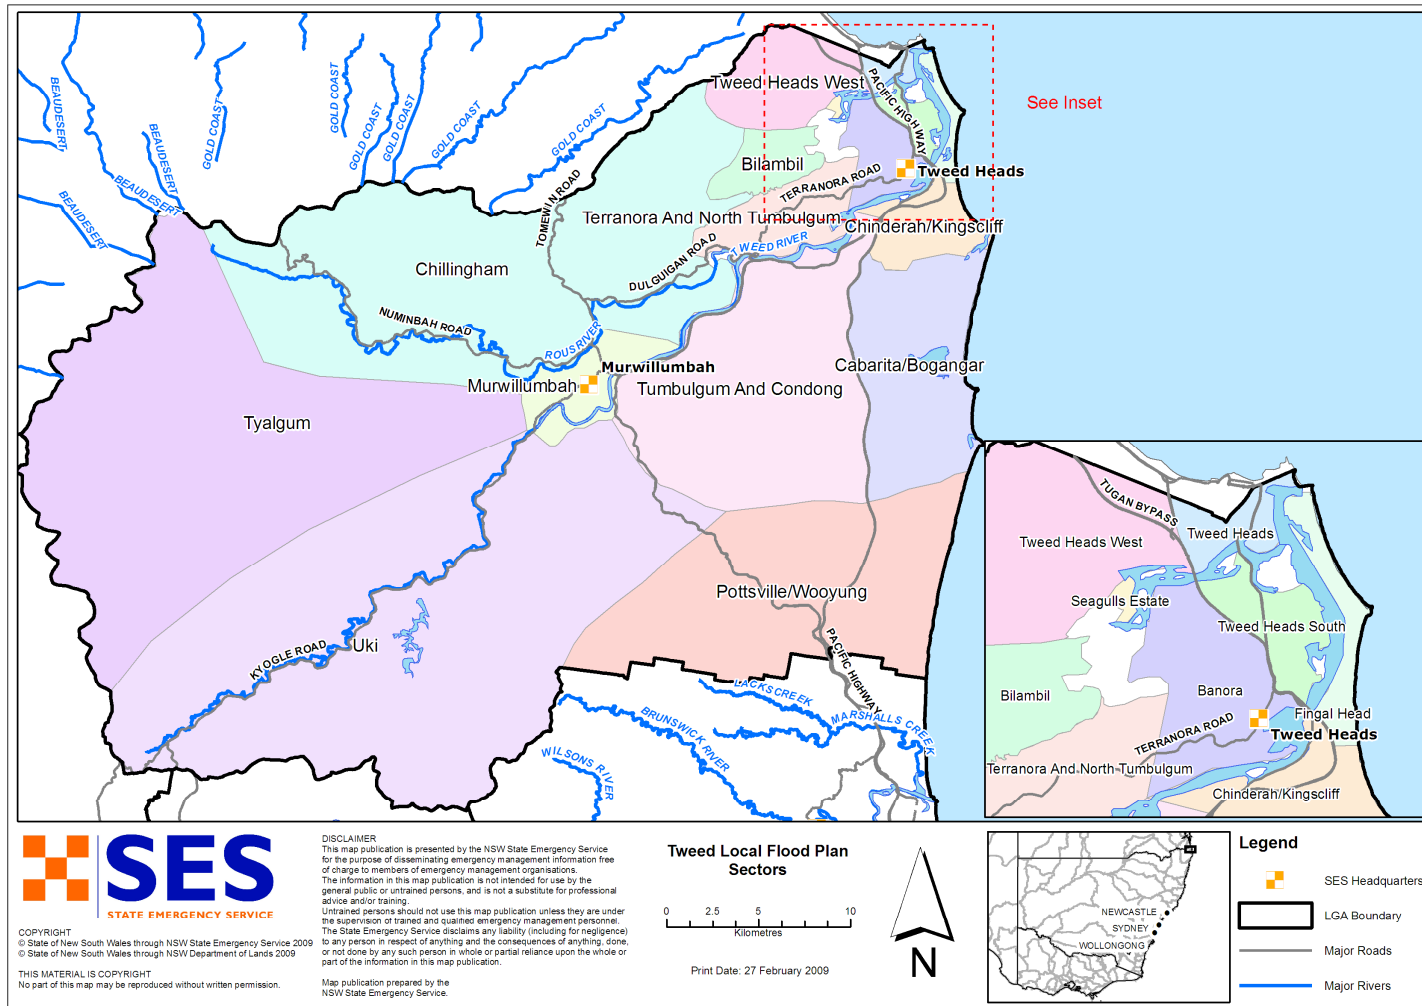 BEAUDESERT
BEAUDESERT
BEAUDESERT
BEAUDESERT
GOLD COAST
GOLD COAST
GOLD COAST
GOLD COAST
GOLD COAST
GOLD COAST
Tweed Heads West
PACIFIC HIGHWAY
See Inset
Bilambil
TERRANORA ROAD
Tweed Heads
TOMEWIN ROAD
Terranora And North Tumbulgum
Chinderah/Kingscliff
TWEED RIVER
DULGUIGAN ROAD
Chillingham
NUMINBAH ROAD
ROUS RIVER
Murwillumbah
Murwillumbah
Tumbulgum And Condong
Cabarita/Bogangar
Tyalgum
Pottsville/Wooyung
Uki
KYOGLE ROAD
PACIFIC HIGHWAY
LACKS CREEK
BRUNSWICK RIVER
MARSHALLS CREEK
WILSONS RIVER
TUGAN BYPASS
Tweed Heads West
Tweed Heads
Seagulls Estate
Tweed Heads South
Bilambil
Banora
Fingal Head
TERRANORA ROAD
Tweed Heads
Terranora And North Tumbulgum
Chinderah/Kingscliff
SES
STATE EMERGENCY SERVICE
COPYRIGHT
© State of New South Wales through NSW State Emergency Service 2009
© State of New South Wales through NSW Department of Lands 2009
THIS MATERIAL IS COPYRIGHT
No part of this map may be reproduced without written permission.
DISCLAIMER
This map publication is presented by the NSW State Emergency Service
for the purpose of disseminating emergency management information free
of charge to members of emergency management organisations.
The information in this map publication is not intended for use by the
general public or untrained persons, and is not a substitute for professional
advice and/or training.
Untrained persons should not use this map publication unless they are under
the supervision of trained and qualified emergency management personnel.
The State Emergency Service disclaims any liability (including for negligence)
to any person in respect of anything and the consequences of anything, done,
or not done by any such person in whole or partial reliance upon the whole or
part of the information in this map publication.
Map publication prepared by the
NSW State Emergency Service.
Tweed Local Flood Plan
Sectors
0 2.5 5 10
Kilometres
Print Date: 27 February 2009
N
NEWCASTLE
SYDNEY
WOLLONGONG
Legend
SES Headquarters
LGA Boundary
Major Roads
Major Rivers